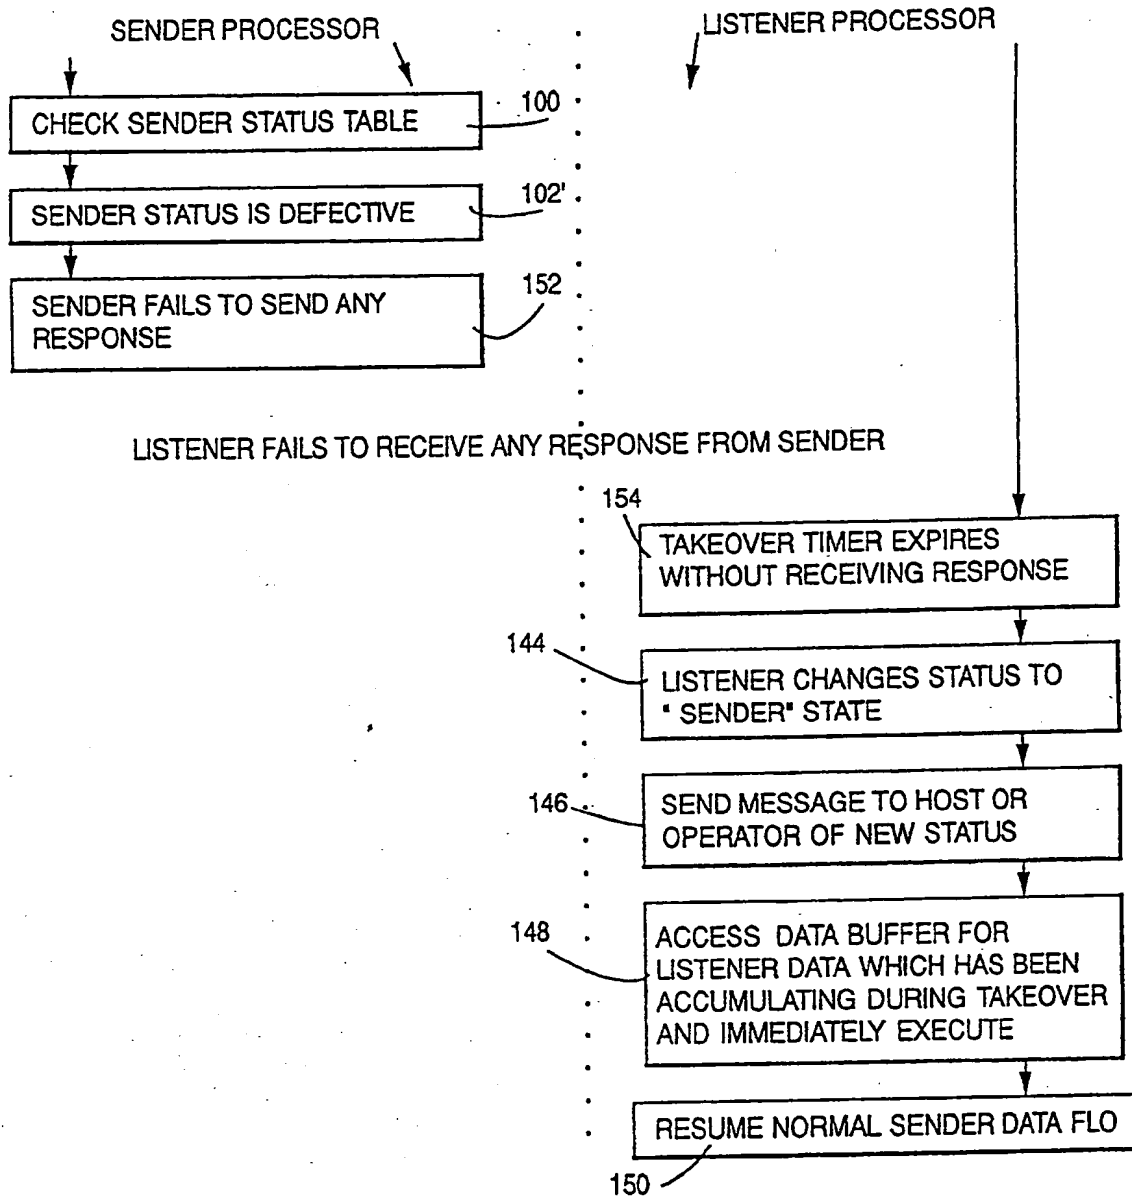 SENDER PROCESSOR
CHECK SENDER STATUS TABLE
100
SENDER STATUS IS DEFECTIVE
102'
SENDER FAILS TO SEND ANY
RESPONSE
152
LISTENER PROCESSOR
LISTENER FAILS TO RECEIVE ANY RESPONSE FROM SENDER
154
TAKEOVER TIMER EXPIRES
WITHOUT RECEIVING RESPONSE
144
LISTENER CHANGES STATUS TO
"SENDER" STATE
146
SEND MESSAGE TO HOST OR
OPERATOR OF NEW STATUS
148
ACCESS DATA BUFFER FOR
LISTENER DATA WHICH HAS BEEN
ACCUMULATING DURING TAKEOVER
AND IMMEDIATELY EXECUTE
RESUME NORMAL SENDER DATA FLO
150